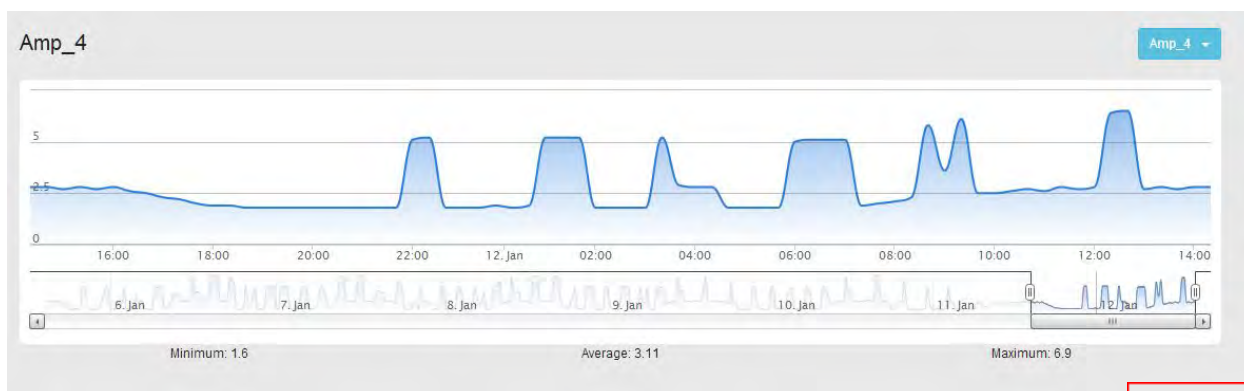 Amp_4
Amp_4
5
2.5
0
16:00 18:00 20:00 22:00 12. Jan 02:00 04:00 06:00 08:00 10:00 12:00 14:00
6. Jan 7. Jan 8. Jan 9. Jan 10. Jan 11. Jan 12. Jan
Minimum: 1.6 Average: 3.11 Maximum: 6.9